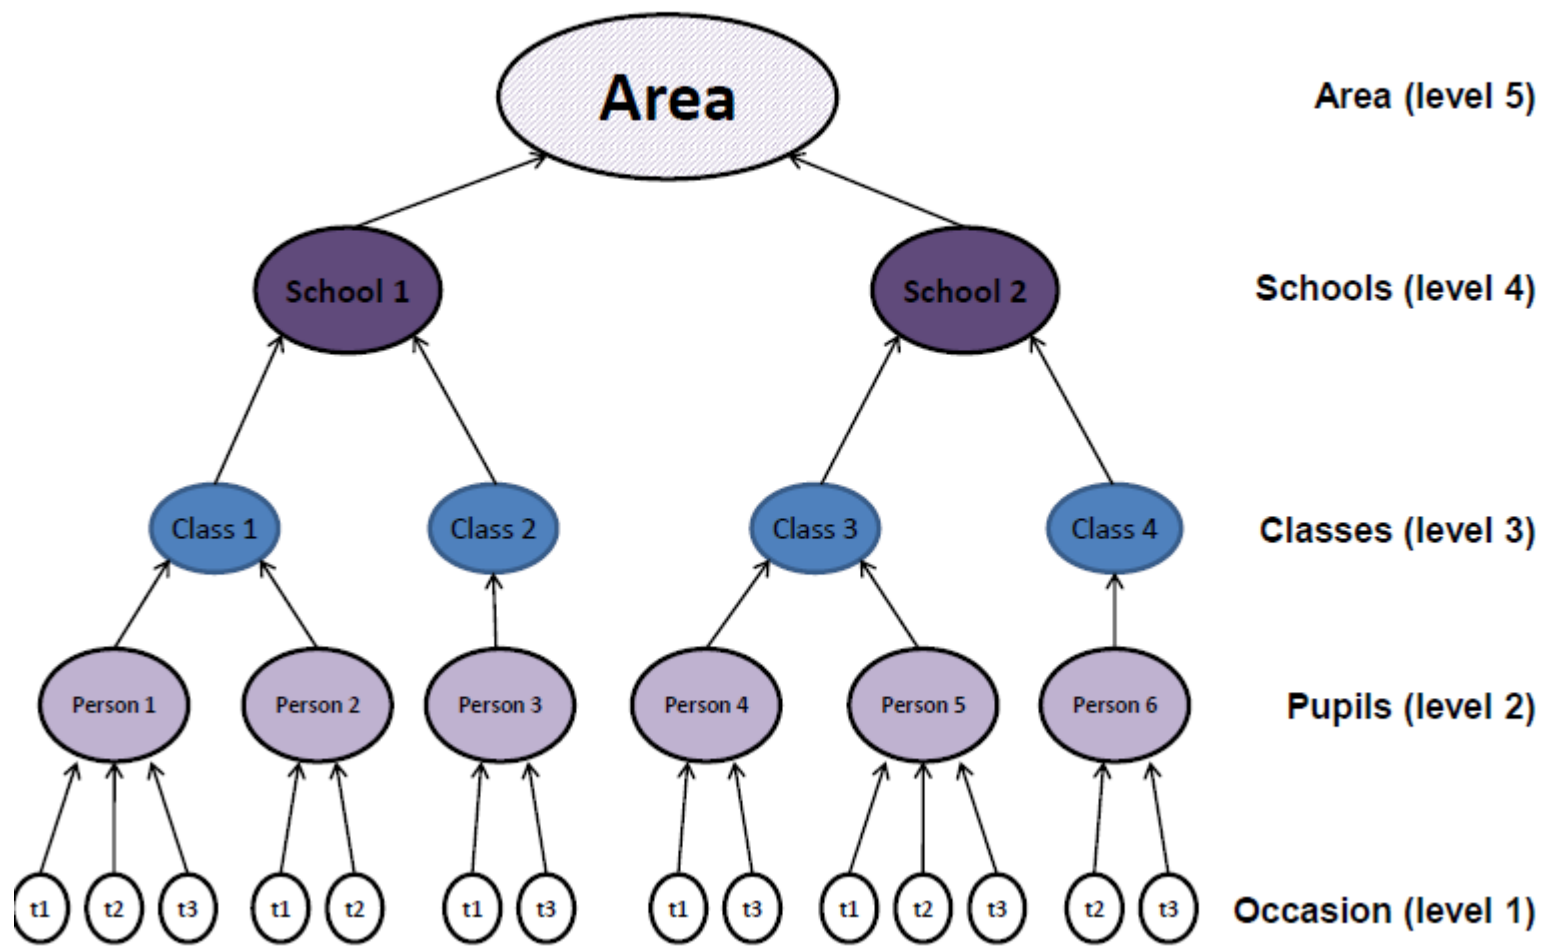 Area
Area (level 5)
School 1
School 2
Schools (level 4)
Class 1
Class 2
Class 3
Class 4
Classes (level 3)
Person 1
Person 2
Person 3
Person 4
Person 5
Person 6
Pupils (level 2)
t1
t2
t3
t1
t2
t1
t3
t1
t3
t1
t2
t3
t2
t3
Occasion (level 1)